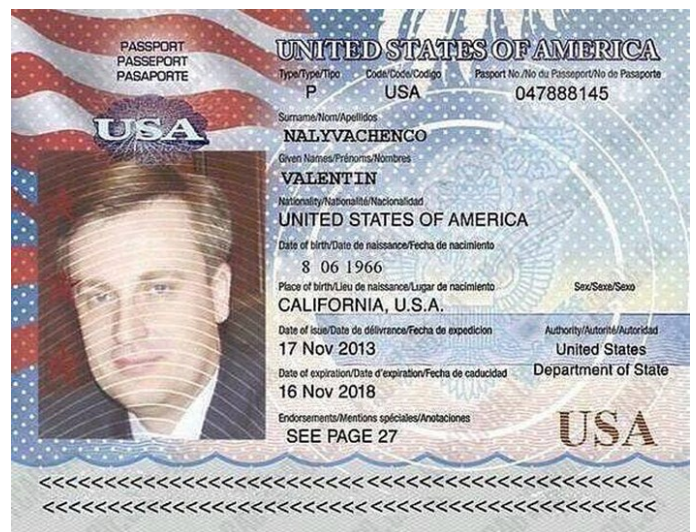 PASSPORT
PASSEPORT
PASAPORTE
USA
UNITED STATES OF AMERICA
Type/Type/Tipo Code/Code/Codigo Pasport No./No du Passeport/No de Pasaporte
P USA 047888145
Surname/Nom/Apellidos
NALYVACHENCO
Given Names/Prénoms/Nombres
VALENTIN
Nationality/Nationalité/Nacionalidad
UNITED STATES OF AMERICA
Date of birth/Date de naissance/Fecha de nacimiento
8 06 1966
Place of birth/Lieu de naissance/Lugar de nacimiento Sex/Sexe/Sexo
CALIFORNIA, U.S.A.
Date of isue/Date de délivrance/Fecha de expedicion Authority/Autorité/Autoridad
17 Nov 2013 United States
Date of expiration/Date d'expiration/Fecha de caducidad Department of State
16 Nov 2018
Endorsements/Mentions spéciales/Anotaciones
SEE PAGE 27 USA
<<<<<<<<<<<<<<<<<<<<<<<<<<<<<<<<<<<<<<<<<<<<
<<<<<<<<<<<<<<<<<<<<<<<<<<<<<<<<<<<<<<<<<<<<